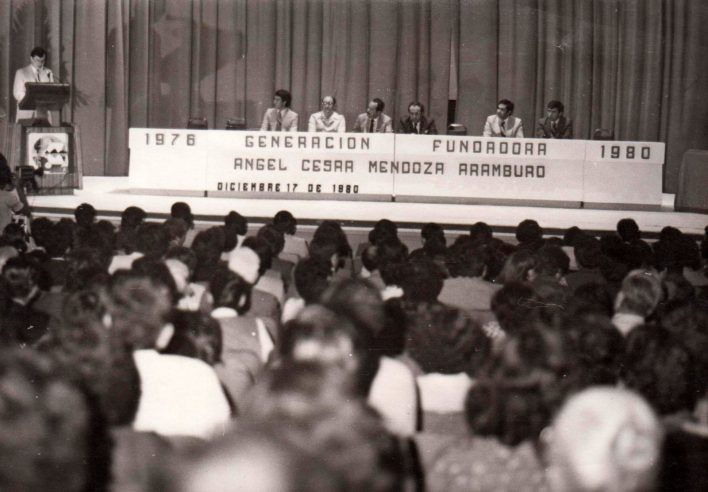 1976 GENERACION FUNDADORA 1980
ANGEL CESAR MENDOZA ARAMBURO
DICIEMBRE 17 DE 1980